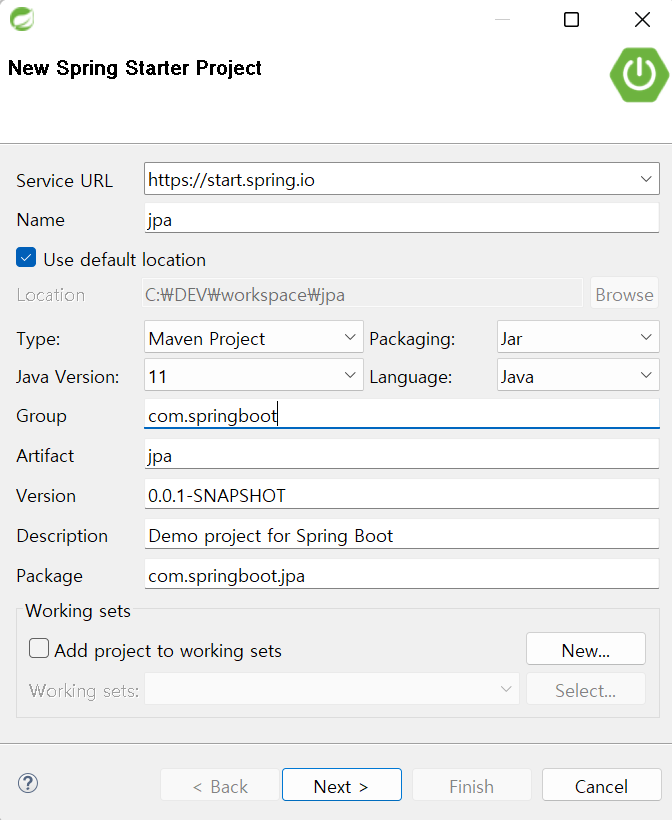 New Spring Starter Project
Service URL https://start.spring.io
Name jpa
Use default location
Location C:₩DEV₩workspace₩jpa Browse
Type: Maven Project Packaging: Jar
Java Version: 11 Language: Java
Group com.springboot
Artifact jpa
Version 0.0.1-SNAPSHOT
Description Demo project for Spring Boot
Package com.springboot.jpa
Working sets
Add project to working sets New...
Working sets: Select...
? < Back Next > Finish Cancel